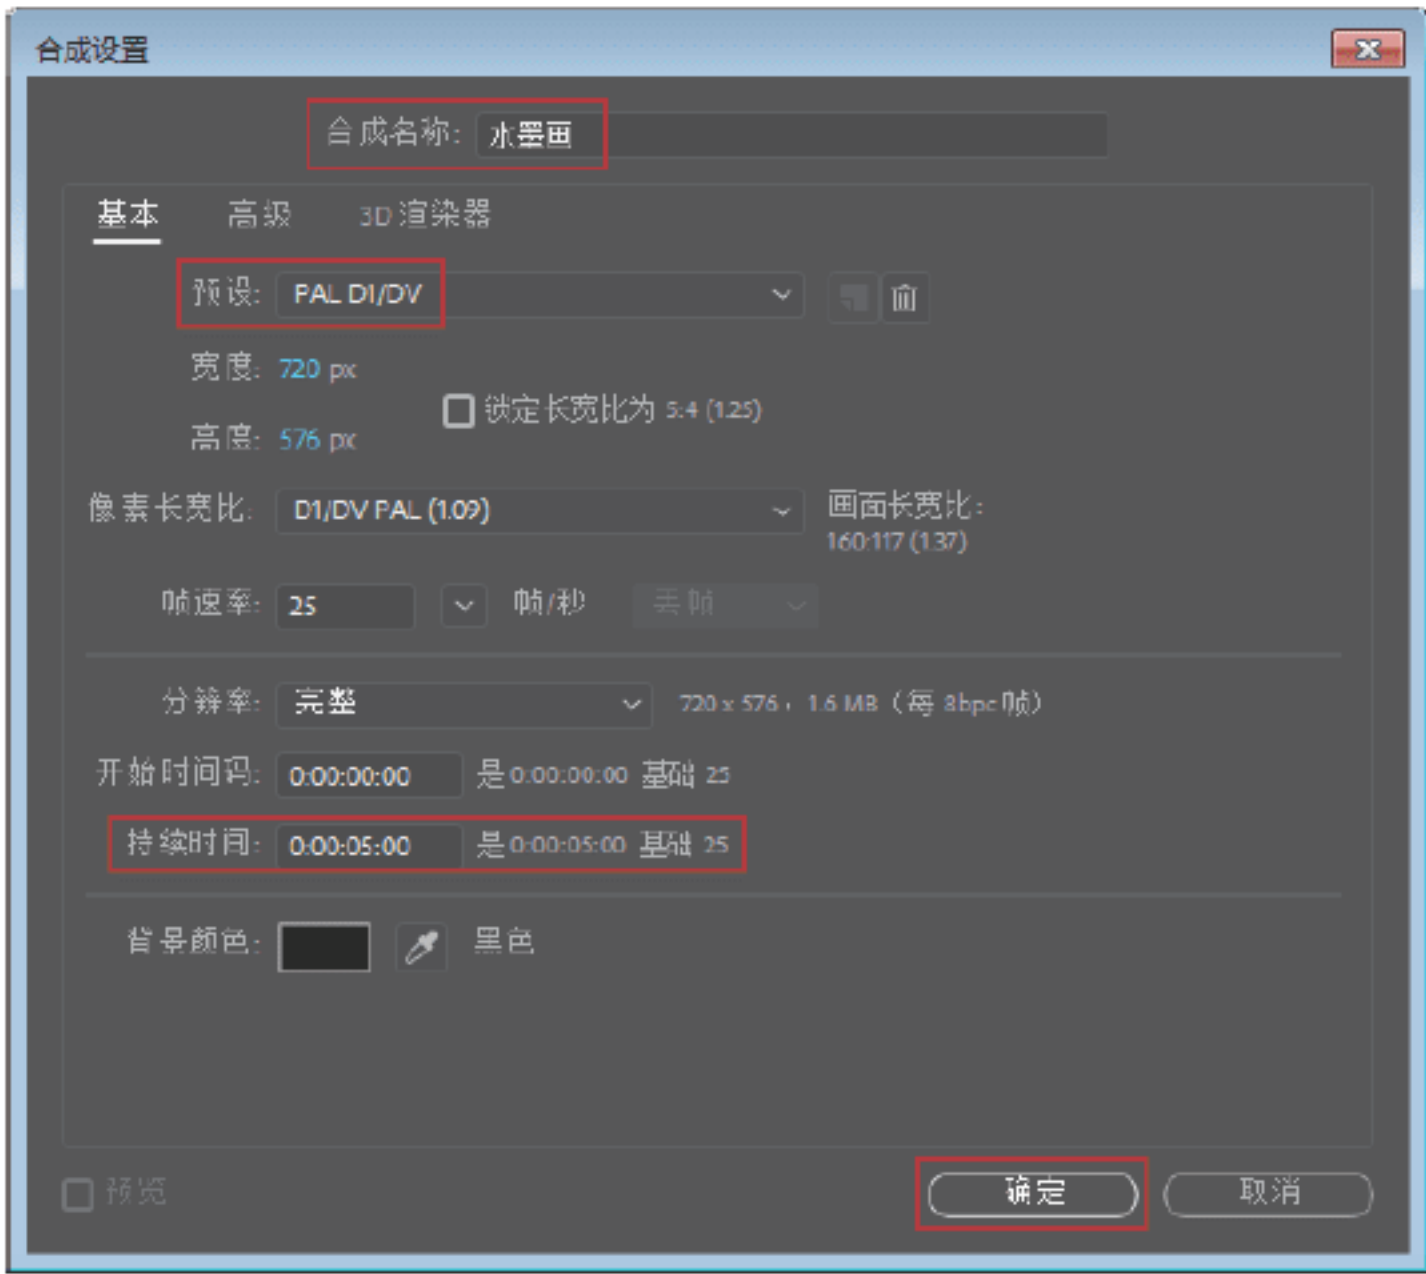 合成设置
合成名称: 水墨画
基本 高级 3D 渲染器
预设: PAL D1/DV
宽度: 720 px
锁定长宽比为 5:4 (1.25)
高度: 576 px
像素长宽比: D1/DV PAL (1.09) 画面长宽比:
160:117 (1.37)
帧速率: 25 帧/秒 丢帧
分辨率: 完整 720 x 576，1.6 MB（每 8bpc 帧）
开始时间码: 0:00:00:00 是 0:00:00:00 基础 25
持续时间: 0:00:05:00 是 0:00:05:00 基础 25
背景颜色: 黑色
预览 确定 取消